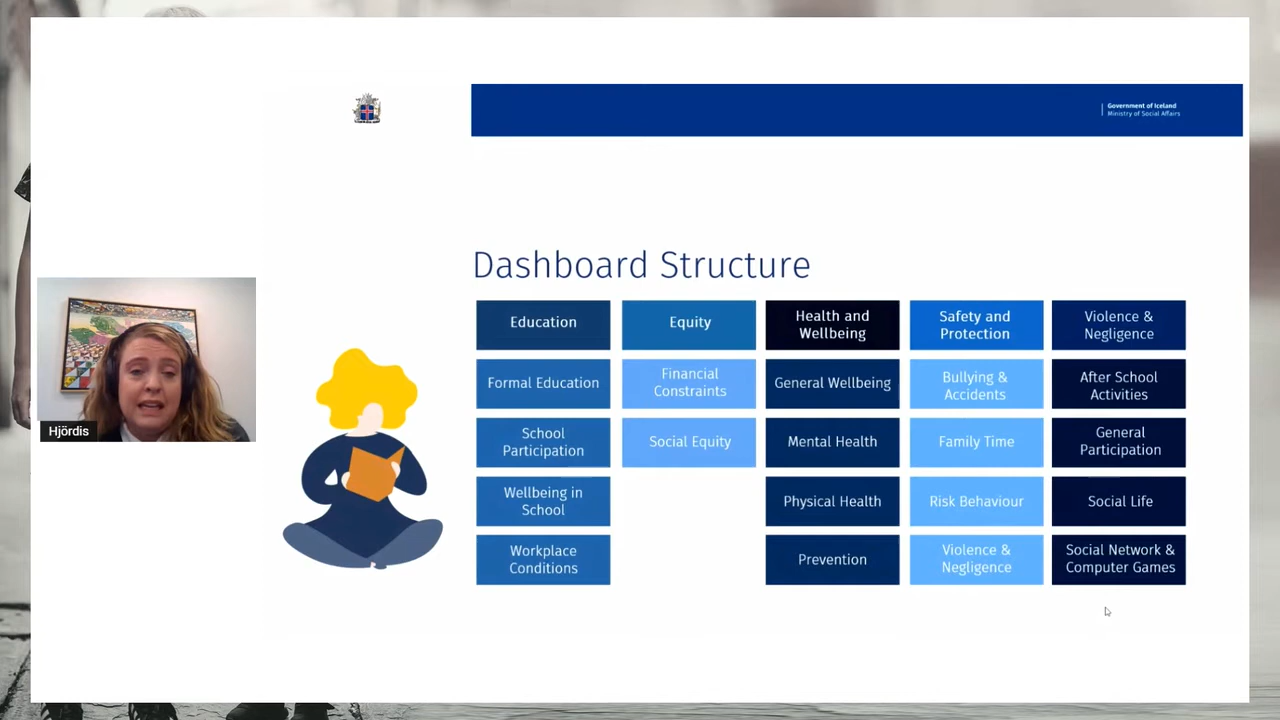 Government of Iceland
Ministry of Social Affairs
Dashboard Structure
Education
Equity
Health and
Wellbeing
Safety and
Protection
Violence &
Negligence
Formal Education
Financial
Constraints
General Wellbeing
Bullying &
Accidents
After School
Activities
School
Participation
Social Equity
Mental Health
Family Time
General
Participation
Wellbeing in
School
Physical Health
Risk Behaviour
Social Life
Workplace
Conditions
Prevention
Violence &
Negligence
Social Network &
Computer Games
Hjördis